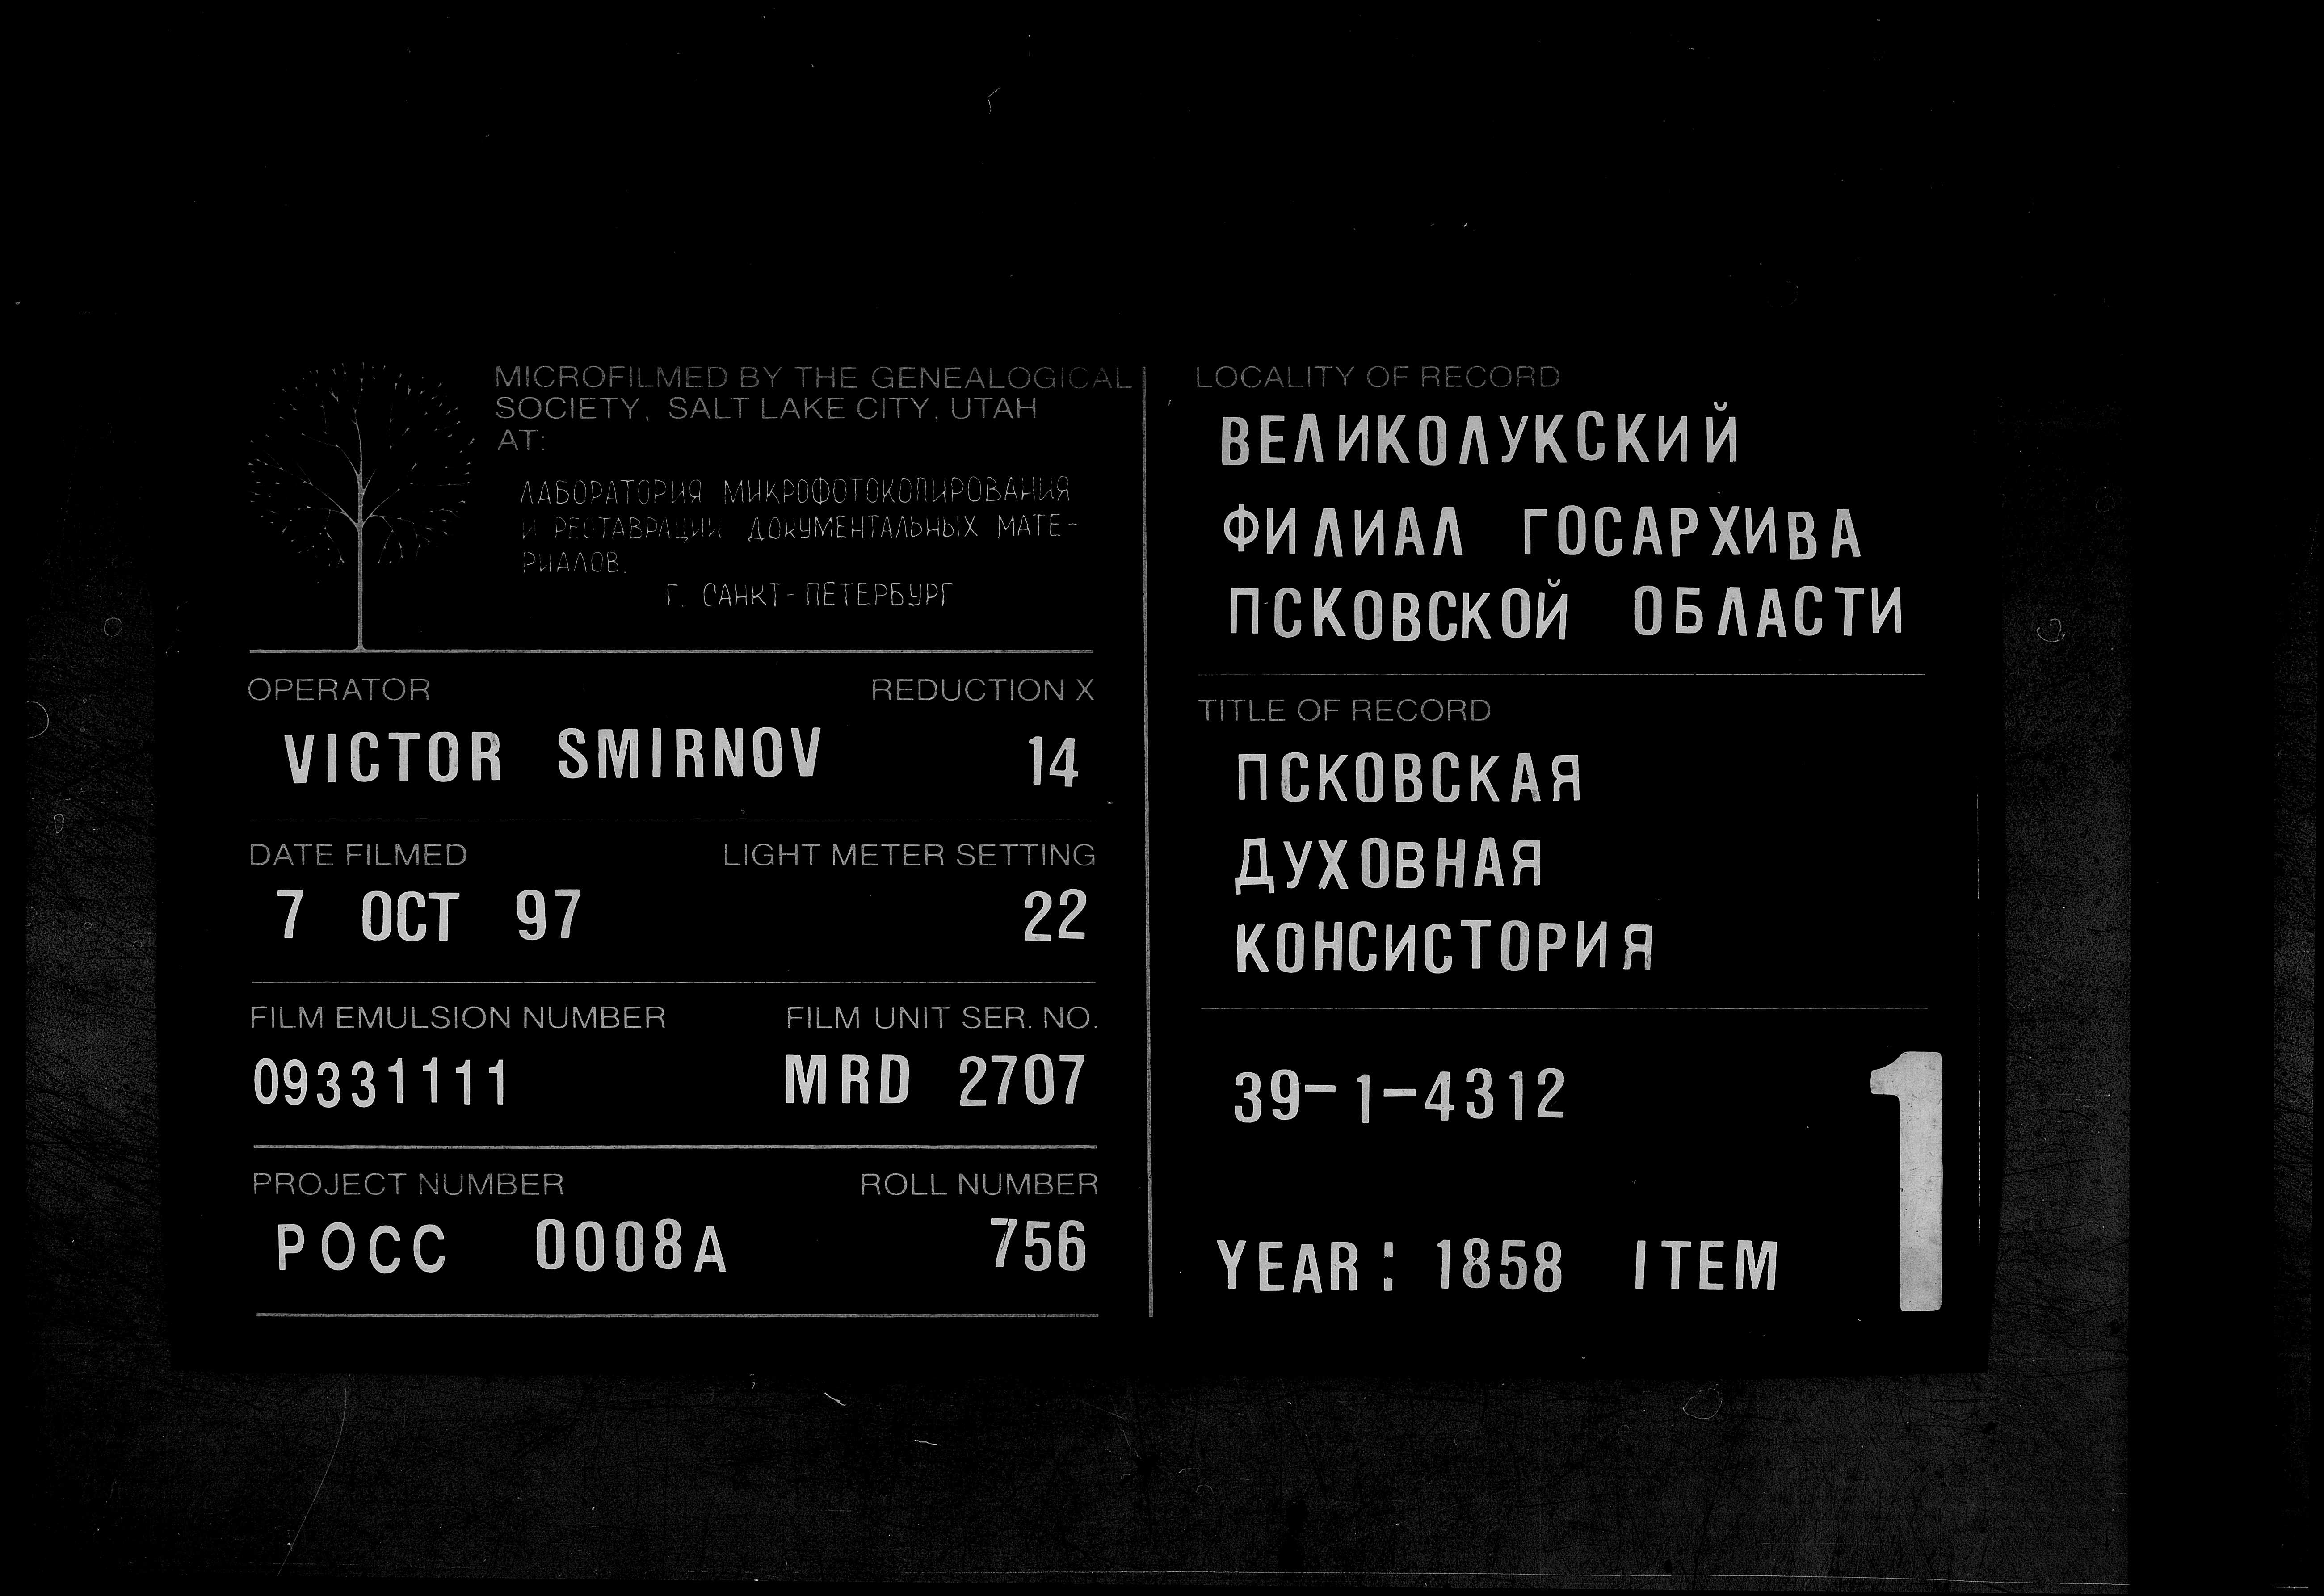 MICROFILMED BY THE GENEALOGICAL
SOCIETY, SALT LAKE CITY, UTAH
AT:
ЛАБОРАТОРИЯ МИКРОФОТОКОПИРОВАНИЯ
И РЕСТАВРАЦИИ ДОКУМЕНТАЛЬНЫХ МАТЕ-
РИАЛОВ.
Г. САНКТ-ПЕТЕРБУРГ
OPERATOR REDUCTION X
VICTOR SMIRNOV 14
DATE FILMED LIGHT METER SETTING
7 OCT 97 22
FILM EMULSION NUMBER FILM UNIT SER. NO.
09331111 MRD 2707
PROJECT NUMBER ROLL NUMBER
РОСС 0008А 756
LOCALITY OF RECORD
ВЕЛИКОЛУКСКИЙ
ФИЛИАЛ ГОСАРХИВА
ПСКОВСКОЙ ОБЛАСТИ
TITLE OF RECORD
ПСКОВСКАЯ
ДУХОВНАЯ
КОНСИСТОРИЯ
39-1-4312
YEAR: 1858 ITEM 1